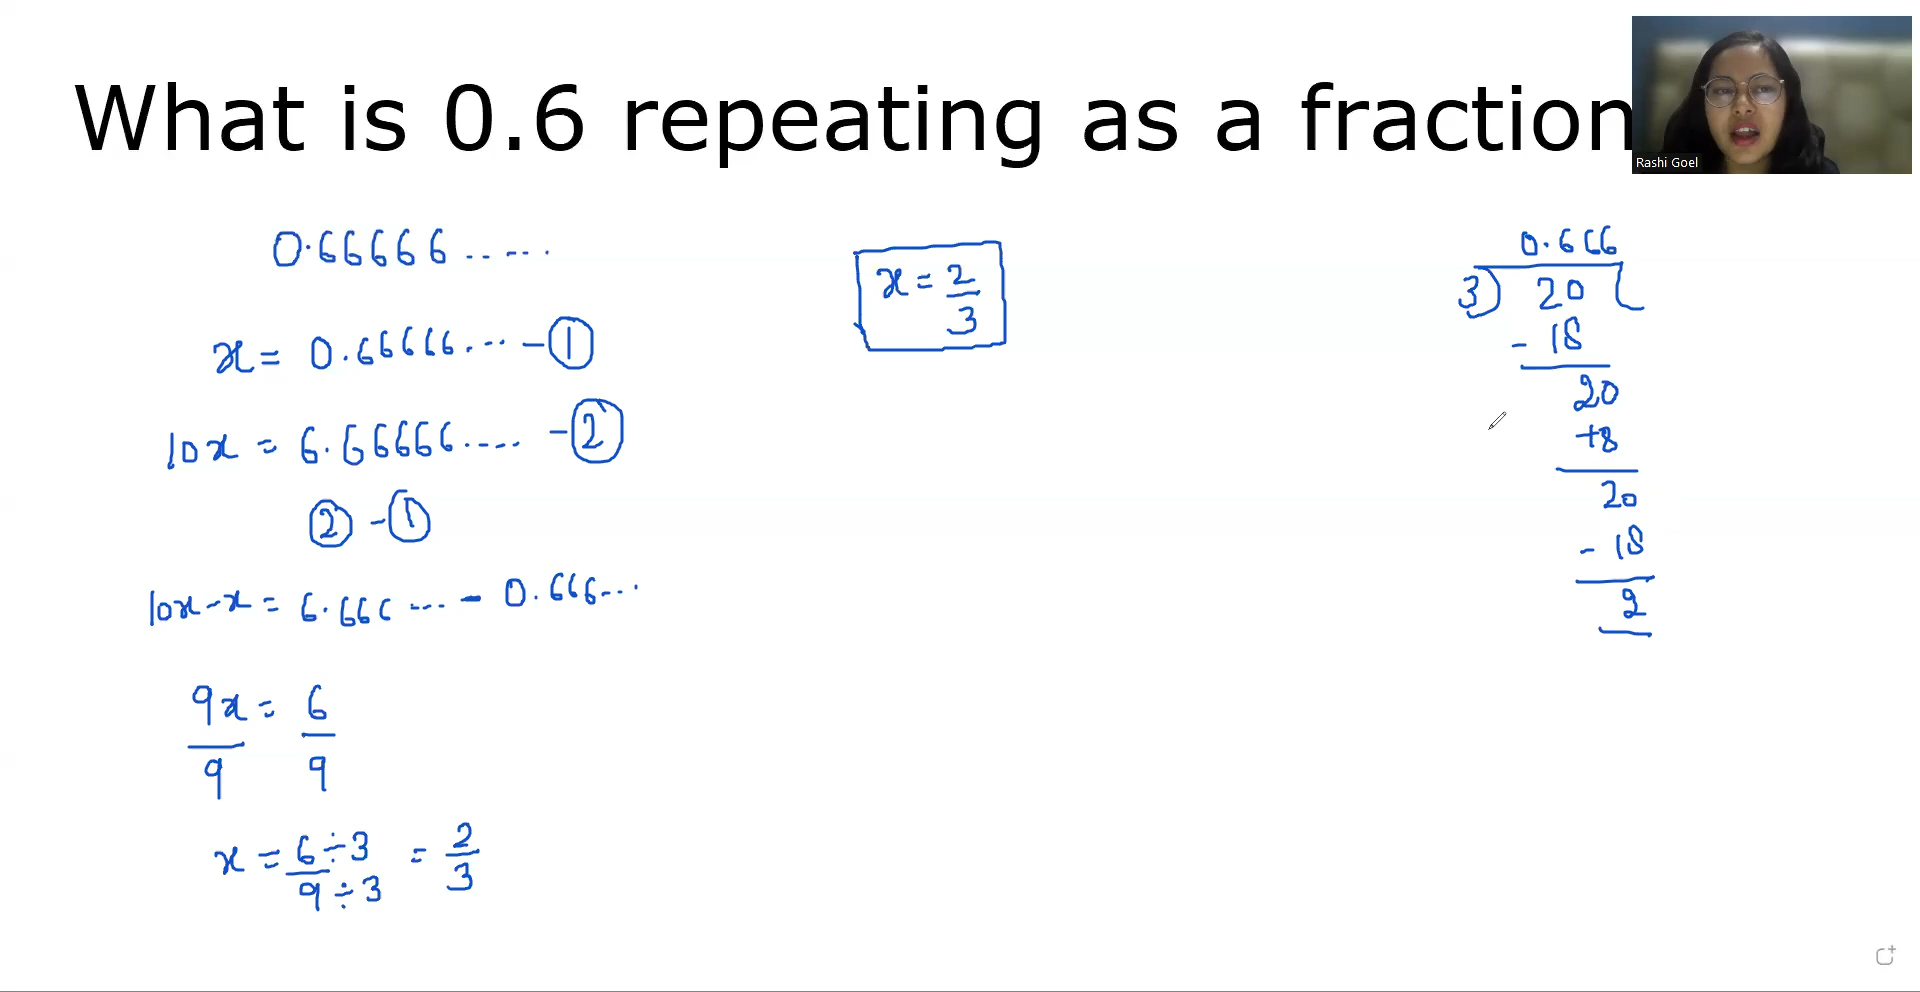 What is 0.6 repeating as a fraction
Rashi Goel
0.66666.....
x = 0.66666... - ①
10x = 6.66666.... - ②
② - ①
10x - x = 6.666 ... - 0.666...
9x = 6
9 9
x = 6÷3 = 2
9÷3 3
x = 2
3
0.666
3) 20 (
- 18
20
18
20
- 18
2